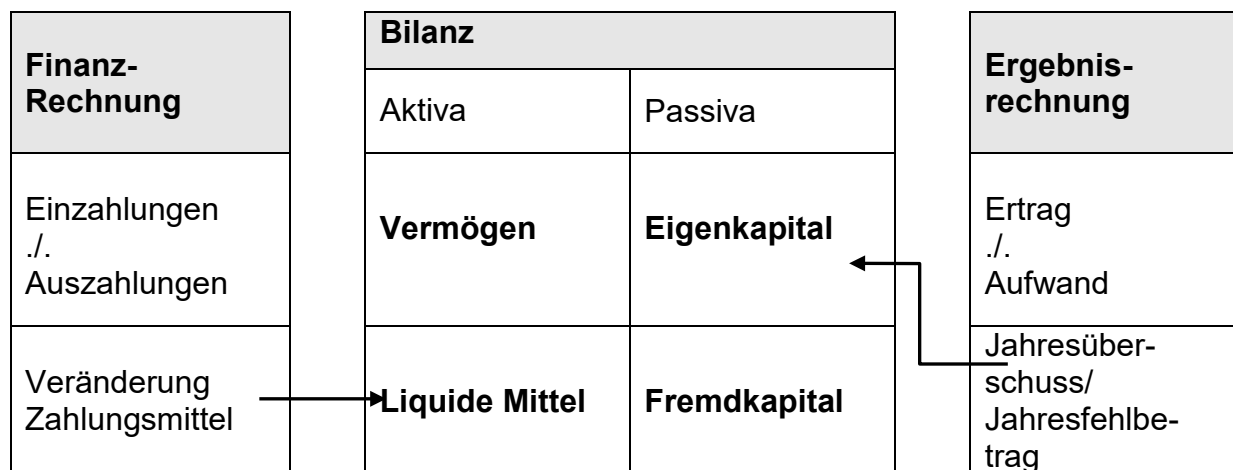 Finanz-
Rechnung
Einzahlungen
./.
Auszahlungen
Veränderung
Zahlungsmittel
Bilanz
Aktiva
Passiva
Vermögen
Eigenkapital
Liquide Mittel
Fremdkapital
Ergebnis-
rechnung
Ertrag
./.
Aufwand
Jahresüber-
schuss/
Jahresfehlbe-
trag